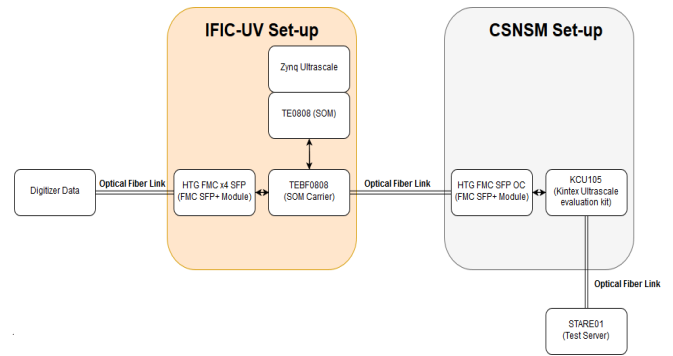 IFIC-UV Set-up
CSNSM Set-up
Zynq Ultrascale
TE0808 (SOM)
Digitizer Data
Optical Fiber Link
HTG FMC x4 SFP
(FMC SFP+ Module)
TEBF0808
(SOM Carrier)
Optical Fiber Link
HTG FMC SFP OC
(FMC SFP+ Module)
KCU105
(Kintex Ultrascale
evaluation kit)
Optical Fiber Link
STARE01
(Test Server)